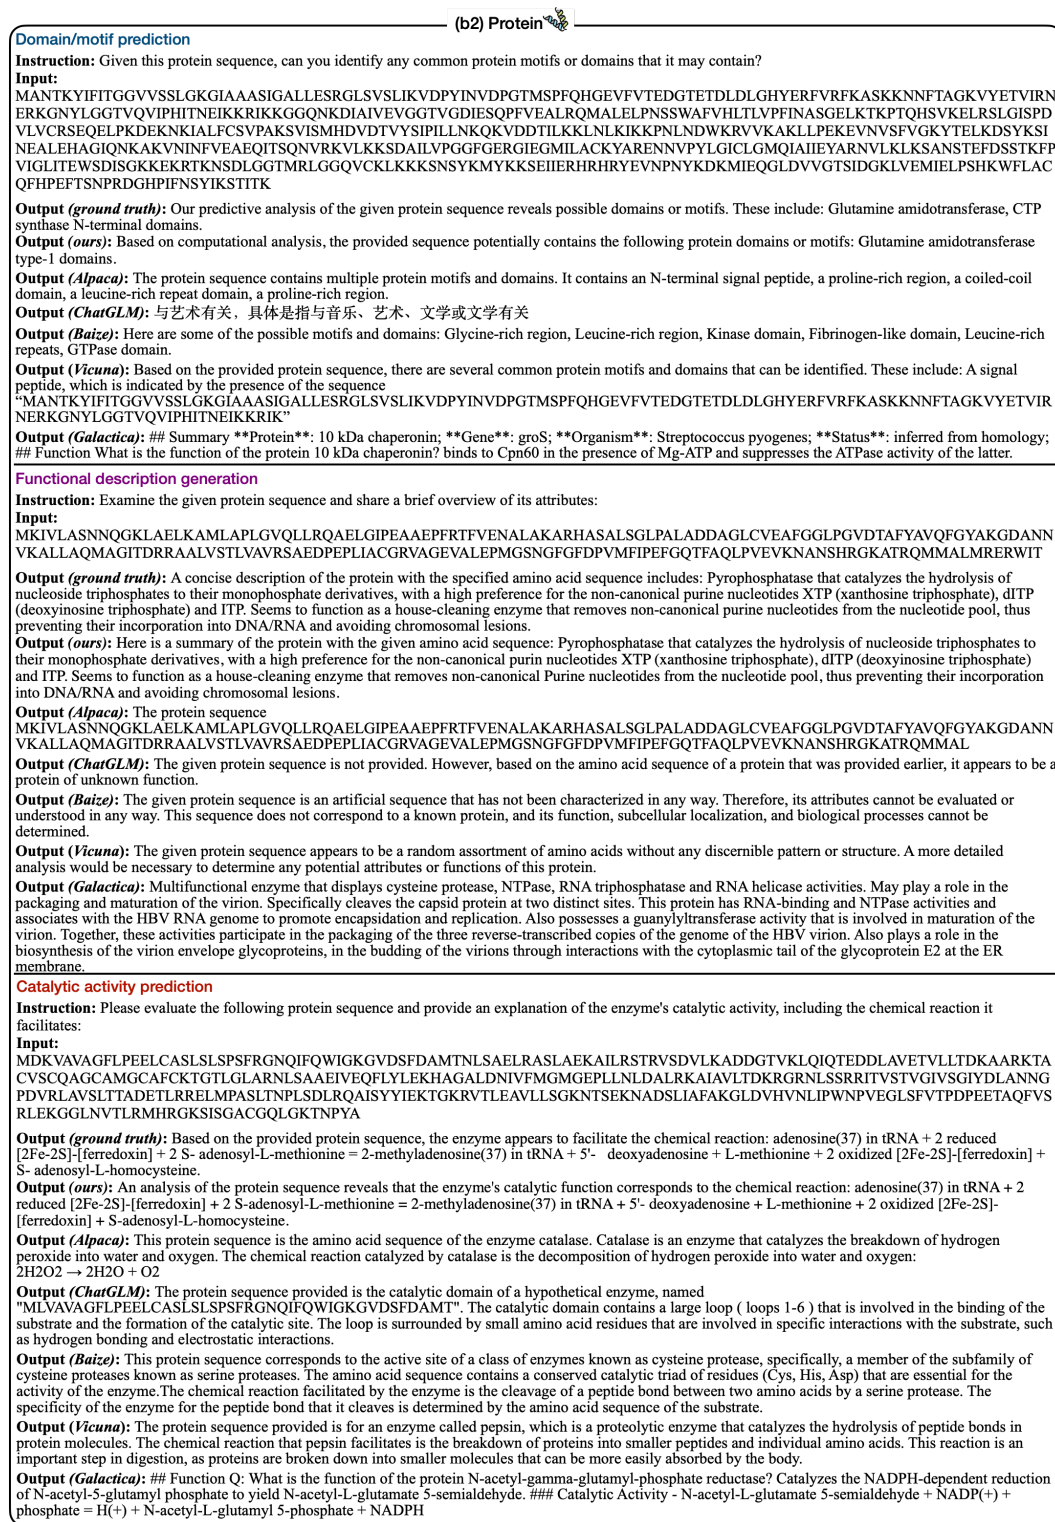 (b2) Protein
Domain/motif prediction
Instruction: Given this protein sequence, can you identify any common protein motifs or domains that it may contain?
Input:
MANTKYIFITGGVVSSLGKGIAAASIGALLESRGLSVSLIKVDPYINVDPGTMSPFQHGEVFVTEDGTETDLDLGHYERFVRFKASKKNNFTAGKVYETVIRN
ERKGNYLGGTVQVIPHITNEIKKRIKKGGQNKDIAIVEVGGTVGDIESQPFVEALRQMALELPNSSWAFVHLTLVPFINASGELKTKPTQHSVKELRSLGISPD
VLVCRSEQELPKDEKNKIALFCSVPAKSVISMHDVDTVYSIPILLNKQKVDDTILKKLNLKIKKPNLNDWKRVVKAKLLPEKEVNVSFVGKYTELKDSYKSI
NEALEHAGIQNKAKVNINFVEAEQITSQNVRKVLKKSDAILVPGGFGERGIEGMILACKYARENNVPYLGICLGMQIAIIEYARNVLKLKSANSTEFDSSTKFP
VIGLITEWSDISGKKEKRTKNSDLGGTMRLGGQVCKLKKKSNSYKMYKKSEIIERHRHRYEVNPNYKDKMIEQGLDVVGTSIDGKLVEMIELPSHKWFLAC
QFHPEFTSNPRDGHPIFNSYIKSTITK
Output (ground truth): Our predictive analysis of the given protein sequence reveals possible domains or motifs. These include: Glutamine amidotransferase, CTP
synthase N-terminal domains.
Output (ours): Based on computational analysis, the provided sequence potentially contains the following protein domains or motifs: Glutamine amidotransferase
type-1 domains.
Output (Alpaca): The protein sequence contains multiple protein motifs and domains. It contains an N-terminal signal peptide, a proline-rich region, a coiled-coil
domain, a leucine-rich repeat domain, a proline-rich region.
Output (ChatGLM): 与艺术有关，具体是指与音乐、艺术、文学或文学有关
Output (Baize): Here are some of the possible motifs and domains: Glycine-rich region, Leucine-rich region, Kinase domain, Fibrinogen-like domain, Leucine-rich
repeats, GTPase domain.
Output (Vicuna): Based on the provided protein sequence, there are several common protein motifs and domains that can be identified. These include: A signal
peptide, which is indicated by the presence of the sequence
“MANTKYIFITGGVVSSLGKGIAAASIGALLESRGLSVSLIKVDPYINVDPGTMSPFQHGEVFVTEDGTETDLDLGHYERFVRFKASKKNNFTAGKVYETVIR
NERKGNYLGGTVQVIPHITNEIKKRIK”
Output (Galactica): ## Summary **Protein**: 10 kDa chaperonin; **Gene**: groS; **Organism**: Streptococcus pyogenes; **Status**: inferred from homology;
## Function What is the function of the protein 10 kDa chaperonin? binds to Cpn60 in the presence of Mg-ATP and suppresses the ATPase activity of the latter.
Functional description generation
Instruction: Examine the given protein sequence and share a brief overview of its attributes:
Input:
MKIVLASNNQGKLAELKAMLAPLGVQLLRQAELGIPEAAEPFRTFVENALAKARHASALSGLPALADDAGLCVEAFGGLPGVDTAFYAVQFGYAKGDANN
VKALLAQMAGITDRRAALVSTLVAVRSAEDPEPLIACGRVAGEVALEPMGSNGFGFDPVMFIPEFGQTFAQLPVEVKNANSHRGKATRQMMALMRERWIT
Output (ground truth): A concise description of the protein with the specified amino acid sequence includes: Pyrophosphatase that catalyzes the hydrolysis of
nucleoside triphosphates to their monophosphate derivatives, with a high preference for the non-canonical purine nucleotides XTP (xanthosine triphosphate), dITP
(deoxyinosine triphosphate) and ITP. Seems to function as a house-cleaning enzyme that removes non-canonical purine nucleotides from the nucleotide pool, thus
preventing their incorporation into DNA/RNA and avoiding chromosomal lesions.
Output (ours): Here is a summary of the protein with the given amino acid sequence: Pyrophosphatase that catalyzes the hydrolysis of nucleoside triphosphates to
their monophosphate derivatives, with a high preference for the non-canonical purin nucleotides XTP (xanthosine triphosphate), dITP (deoxyinosine triphosphate)
and ITP. Seems to function as a house-cleaning enzyme that removes non-canonical Purine nucleotides from the nucleotide pool, thus preventing their incorporation
into DNA/RNA and avoiding chromosomal lesions.
Output (Alpaca): The protein sequence
MKIVLASNNQGKLAELKAMLAPLGVQLLRQAELGIPEAAEPFRTFVENALAKARHASALSGLPALADDAGLCVEAFGGLPGVDTAFYAVQFGYAKGDANN
VKALLAQMAGITDRRAALVSTLVAVRSAEDPEPLIACGRVAGEVALEPMGSNGFGFDPVMFIPEFGQTFAQLPVEVKNANSHRGKATRQMMAL
Output (ChatGLM): The given protein sequence is not provided. However, based on the amino acid sequence of a protein that was provided earlier, it appears to be a
protein of unknown function.
Output (Baize): The given protein sequence is an artificial sequence that has not been characterized in any way. Therefore, its attributes cannot be evaluated or
understood in any way. This sequence does not correspond to a known protein, and its function, subcellular localization, and biological processes cannot be
determined.
Output (Vicuna): The given protein sequence appears to be a random assortment of amino acids without any discernible pattern or structure. A more detailed
analysis would be necessary to determine any potential attributes or functions of this protein.
Output (Galactica): Multifunctional enzyme that displays cysteine protease, NTPase, RNA triphosphatase and RNA helicase activities. May play a role in the
packaging and maturation of the virion. Specifically cleaves the capsid protein at two distinct sites. This protein has RNA-binding and NTPase activities and
associates with the HBV RNA genome to promote encapsidation and replication. Also possesses a guanylyltransferase activity that is involved in maturation of the
virion. Together, these activities participate in the packaging of the three reverse-transcribed copies of the genome of the HBV virion. Also plays a role in the
biosynthesis of the virion envelope glycoproteins, in the budding of the virions through interactions with the cytoplasmic tail of the glycoprotein E2 at the ER
membrane.
Catalytic activity prediction
Instruction: Please evaluate the following protein sequence and provide an explanation of the enzyme's catalytic activity, including the chemical reaction it
facilitates:
Input:
MDKVAVAGFLPEELCASLSLSPSFRGNQIFQWIGKGVDSFDAMTNLSAELRASLAEKAILRSTRVSDVLKADDGTVKLQIQTEDDLAVETVLLTDKAARKTA
CVSCQAGCAMGCAFCKTGTLGLARNLSAAEIVEQFLYLEKHAGALDNIVFMGMGEPLLNLDALRKAIAVLTDKRGRNLSSRRITVSTVGIVSGIYDLANNG
PDVRLAVSLTTADETLRRELMPASLTNPLSDLRQAISYYIEKTGKRVTLEAVLLSGKNTSEKNADSLIAFAKGLDVHVNLIPWNPVEGLSFVTPDPEETAQFVS
RLEKGGLNVTLRMHRGKSISGACGQLGKTNPYA
Output (ground truth): Based on the provided protein sequence, the enzyme appears to facilitate the chemical reaction: adenosine(37) in tRNA + 2 reduced
[2Fe-2S]-[ferredoxin] + 2 S- adenosyl-L-methionine = 2-methyladenosine(37) in tRNA + 5'- deoxyadenosine + L-methionine + 2 oxidized [2Fe-2S]-[ferredoxin] +
S- adenosyl-L-homocysteine.
Output (ours): An analysis of the protein sequence reveals that the enzyme's catalytic function corresponds to the chemical reaction: adenosine(37) in tRNA + 2
reduced [2Fe-2S]-[ferredoxin] + 2 S-adenosyl-L-methionine = 2-methyladenosine(37) in tRNA + 5'- deoxyadenosine + L-methionine + 2 oxidized [2Fe-2S]-
[ferredoxin] + S-adenosyl-L-homocysteine.
Output (Alpaca): This protein sequence is the amino acid sequence of the enzyme catalase. Catalase is an enzyme that catalyzes the breakdown of hydrogen
peroxide into water and oxygen. The chemical reaction catalyzed by catalase is the decomposition of hydrogen peroxide into water and oxygen:
2H2O2 → 2H2O + O2
Output (ChatGLM): The protein sequence provided is the catalytic domain of a hypothetical enzyme, named
"MLVAVAGFLPEELCASLSLSPSFRGNQIFQWIGKGVDSFDAMT". The catalytic domain contains a large loop ( loops 1-6 ) that is involved in the binding of the
substrate and the formation of the catalytic site. The loop is surrounded by small amino acid residues that are involved in specific interactions with the substrate, such
as hydrogen bonding and electrostatic interactions.
Output (Baize): This protein sequence corresponds to the active site of a class of enzymes known as cysteine protease, specifically, a member of the subfamily of
cysteine proteases known as serine proteases. The amino acid sequence contains a conserved catalytic triad of residues (Cys, His, Asp) that are essential for the
activity of the enzyme.The chemical reaction facilitated by the enzyme is the cleavage of a peptide bond between two amino acids by a serine protease. The
specificity of the enzyme for the peptide bond that it cleaves is determined by the amino acid sequence of the substrate.
Output (Vicuna): The protein sequence provided is for an enzyme called pepsin, which is a proteolytic enzyme that catalyzes the hydrolysis of peptide bonds in
protein molecules. The chemical reaction that pepsin facilitates is the breakdown of proteins into smaller peptides and individual amino acids. This reaction is an
important step in digestion, as proteins are broken down into smaller molecules that can be more easily absorbed by the body.
Output (Galactica): ## Function Q: What is the function of the protein N-acetyl-gamma-glutamyl-phosphate reductase? Catalyzes the NADPH-dependent reduction
of N-acetyl-5-glutamyl phosphate to yield N-acetyl-L-glutamate 5-semialdehyde. ### Catalytic Activity - N-acetyl-L-glutamate 5-semialdehyde + NADP(+) +
phosphate = H(+) + N-acetyl-L-glutamyl 5-phosphate + NADPH